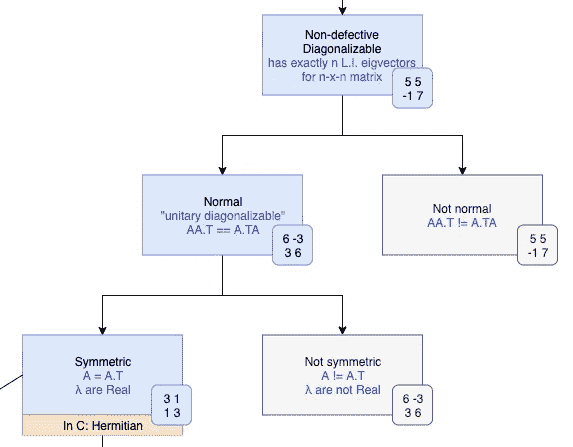 Non-defective
Diagonalizable
has exactly n L.I. eigvectors
for n-x-n matrix
5 5
-1 7
Normal
"unitary diagonalizable"
AA.T == A.TA
6 -3
3 6
Not normal
AA.T != A.TA
5 5
-1 7
Symmetric
A = A.T
λ are Real
3 1
1 3
In C: Hermitian
Not symmetric
A != A.T
λ are not Real
6 -3
3 6